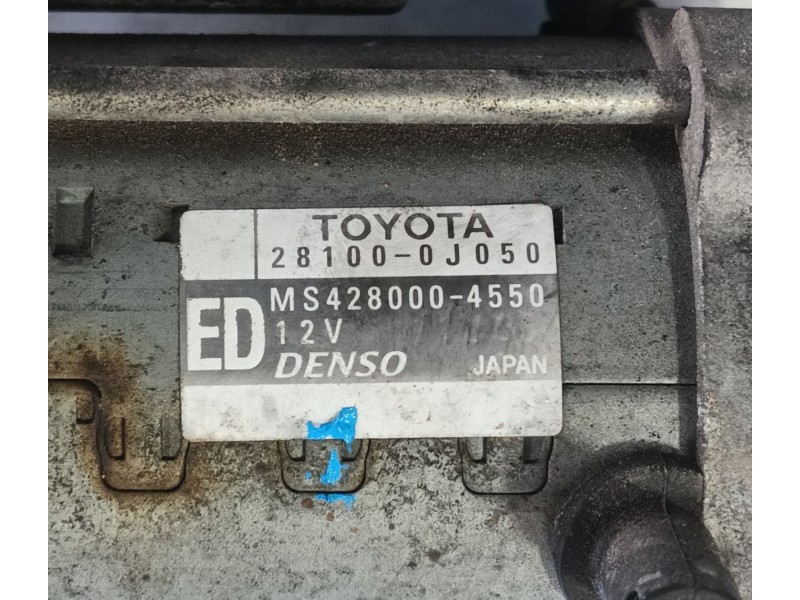 TOYOTA
28100-0J050
ED
MS428000-4550
12V
DENSO JAPAN